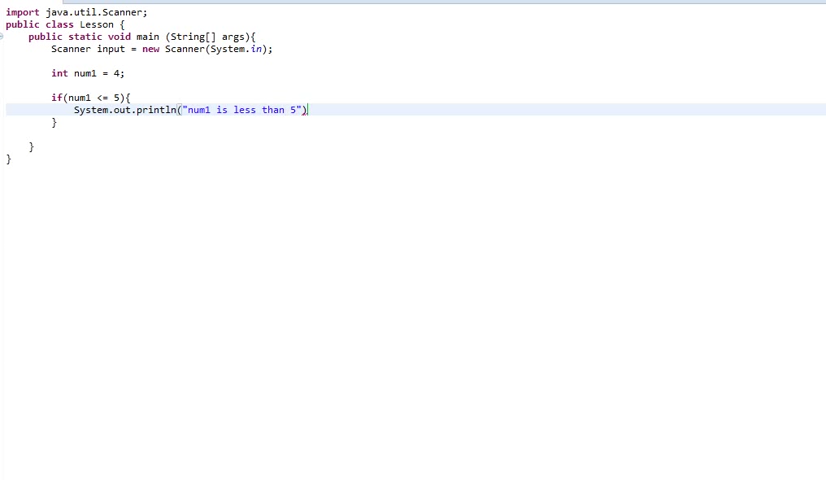 import java.util.Scanner;
public class Lesson {
public static void main (String[] args){
Scanner input = new Scanner(System.in);
int num1 = 4;
if(num1 <= 5){
System.out.println("num1 is less than 5")
}
}
}